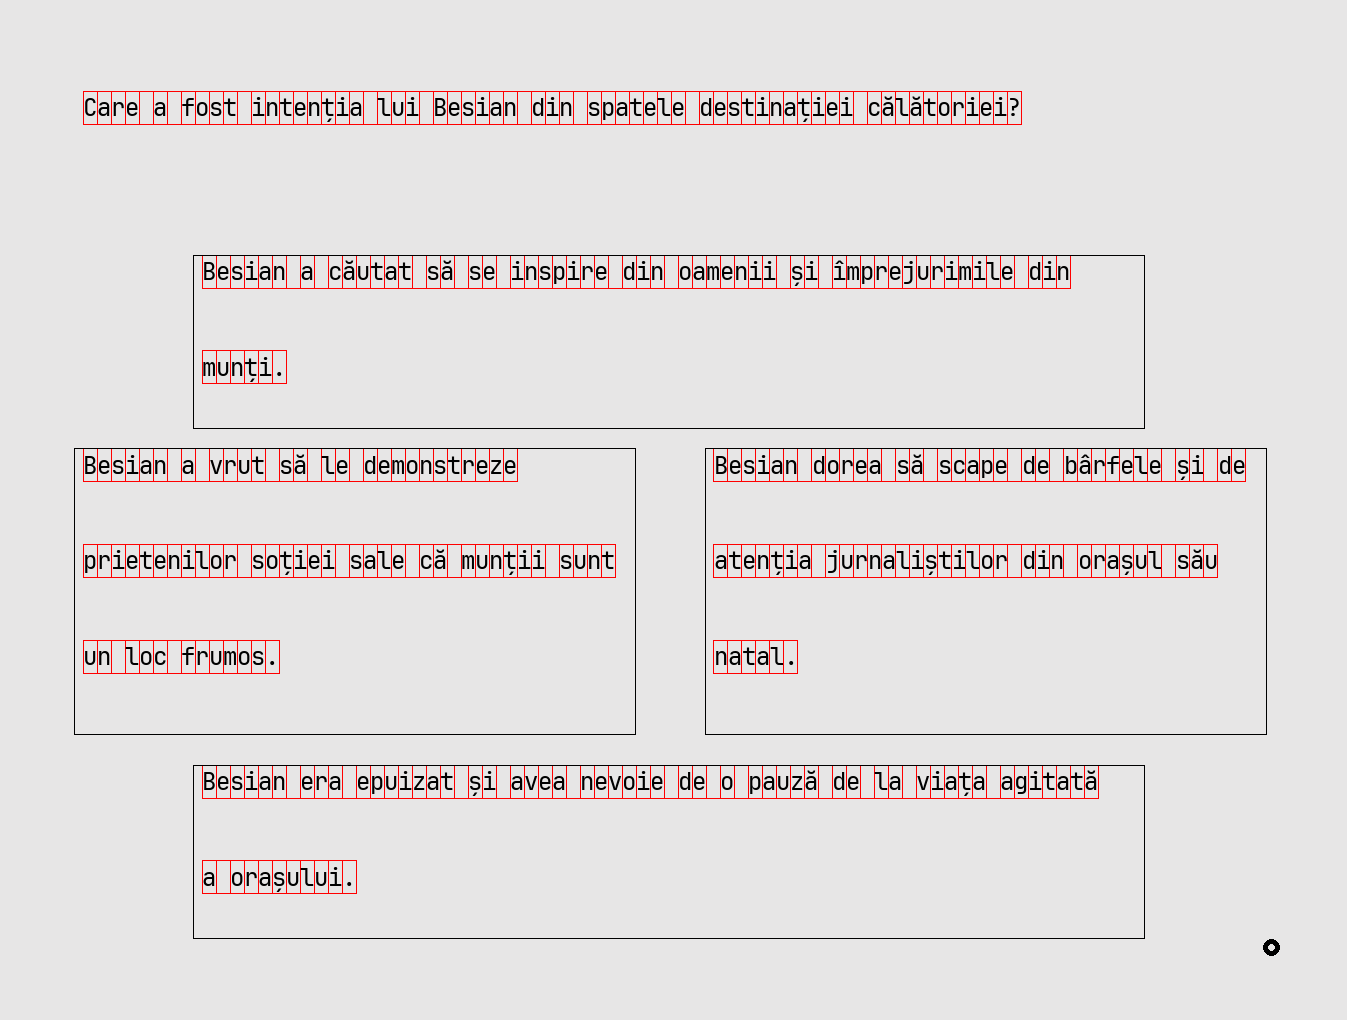 Care a fost intenția lui Besian din spatele destinației călătoriei?
Besian a căutat să se inspire din oamenii și împrejurimile din
munți.
Besian a vrut să le demonstreze
prietenilor soției sale că munții sunt
un loc frumos.
Besian dorea să scape de bârfele și de
atenția jurnaliștilor din orașul său
natal.
Besian era epuizat și avea nevoie de o pauză de la viața agitată
a orașului.